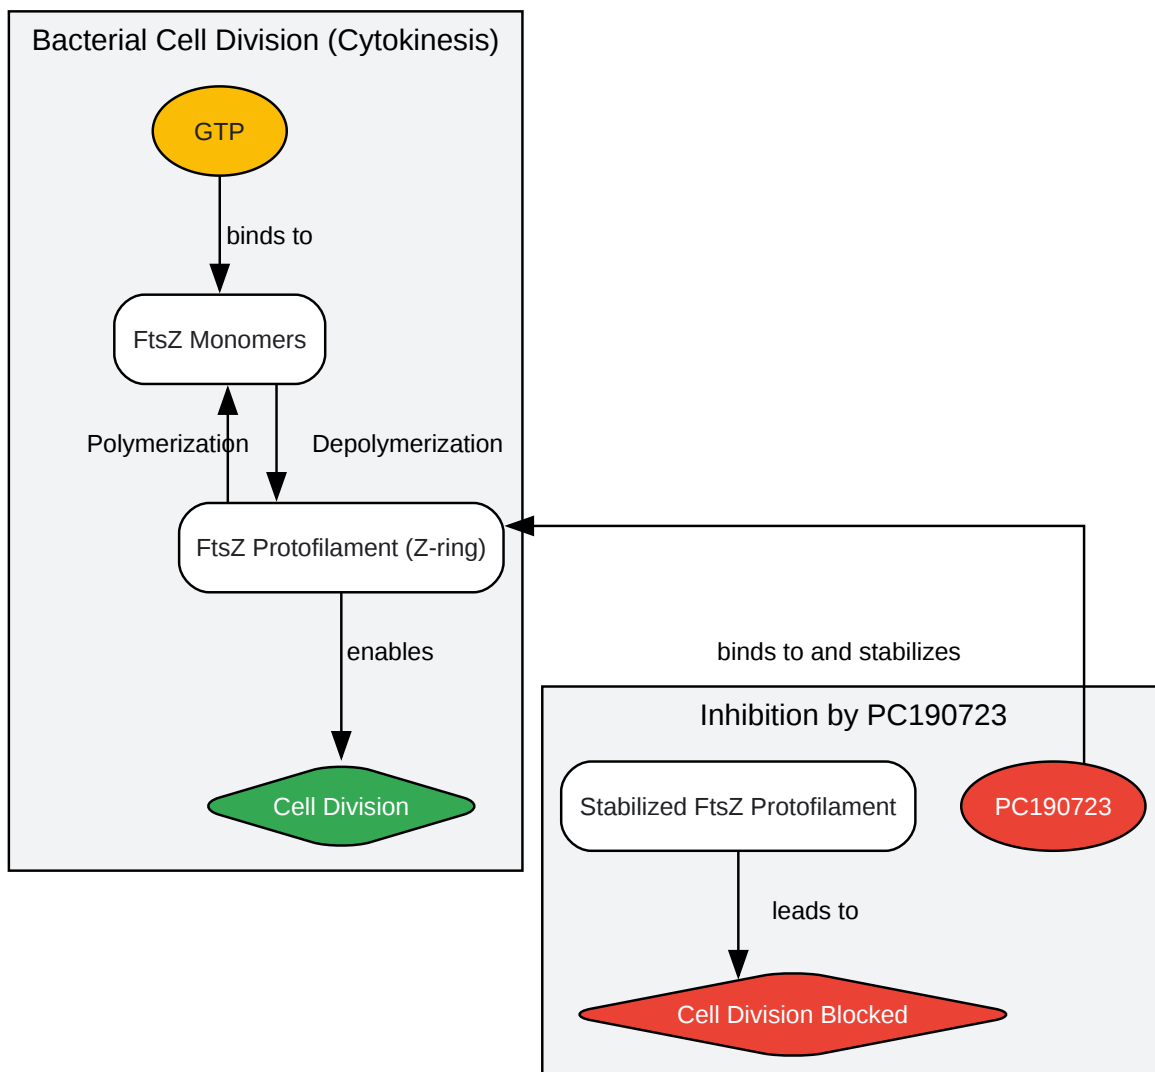 Bacterial Cell Division (Cytokinesis)
GTP
binds to
FtsZ Monomers
Polymerization
Depolymerization
FtsZ Protofilament (Z-ring)
enables
binds to and stabilizes
Cell Division
Inhibition by PC190723
Stabilized FtsZ Protofilament
PC190723
leads to
Cell Division Blocked